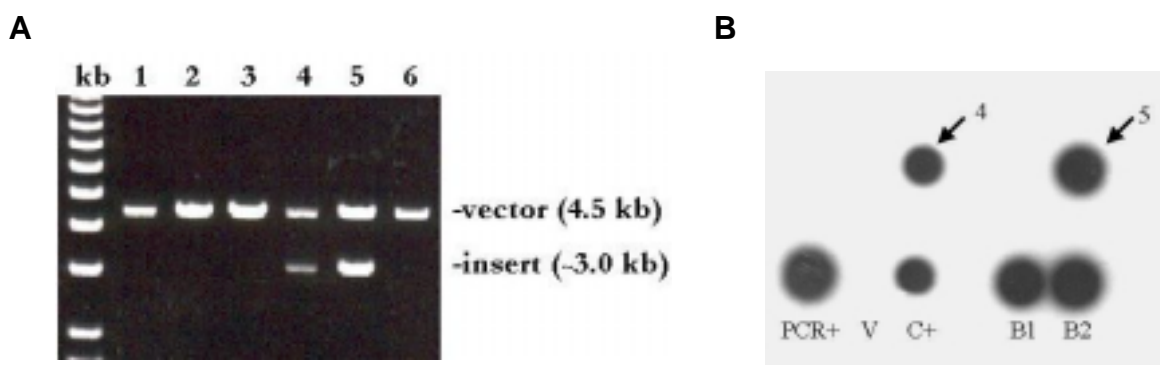 A
B
kb 1 2 3 4 5 6
-vector (4.5 kb)
-insert (~3.0 kb)
4
5
PCR+ V C+ B1 B2